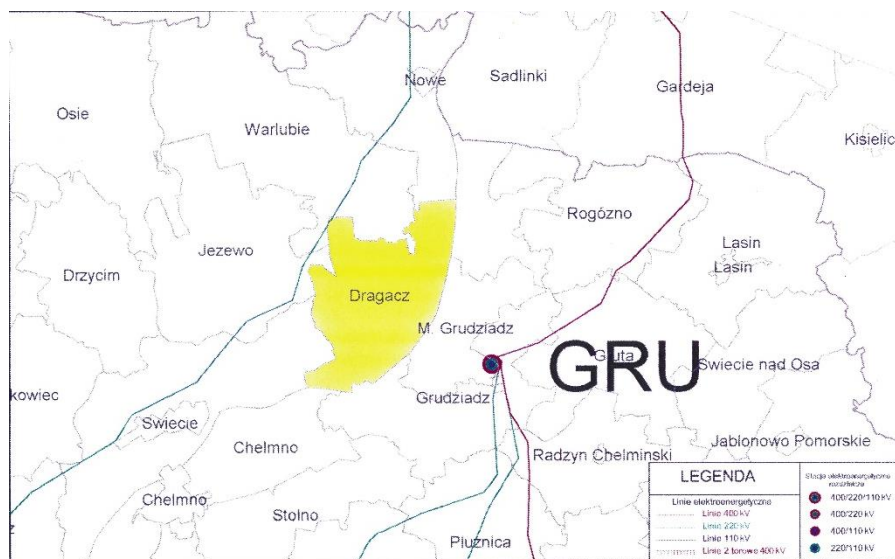 Nowe
Sadlinki
Gardeja
Osie
Warlubie
Kisielic
Rogózno
Jezewo
Lasin
Lasin
Drzycim
Dragacz
M. Grudziadz
GRU
Gruta
Swiecie nad Osa
kowiec
Grudziadz
Swiecie
Chelmno
Jablonowo Pomorskie
Radzyn Chelminski
Chelmno
Stolno
Pluznica
LEGENDA
Linie elektroenergetyczne
Linie 400 kV
Linie 220 kV
Linie 110 kV
Linie 2 torowe 400 kV
Stacje elektroenergetyczne
rozdzielcze
400/220/110 kV
400/220 kV
400/110 kV
220/110 kV